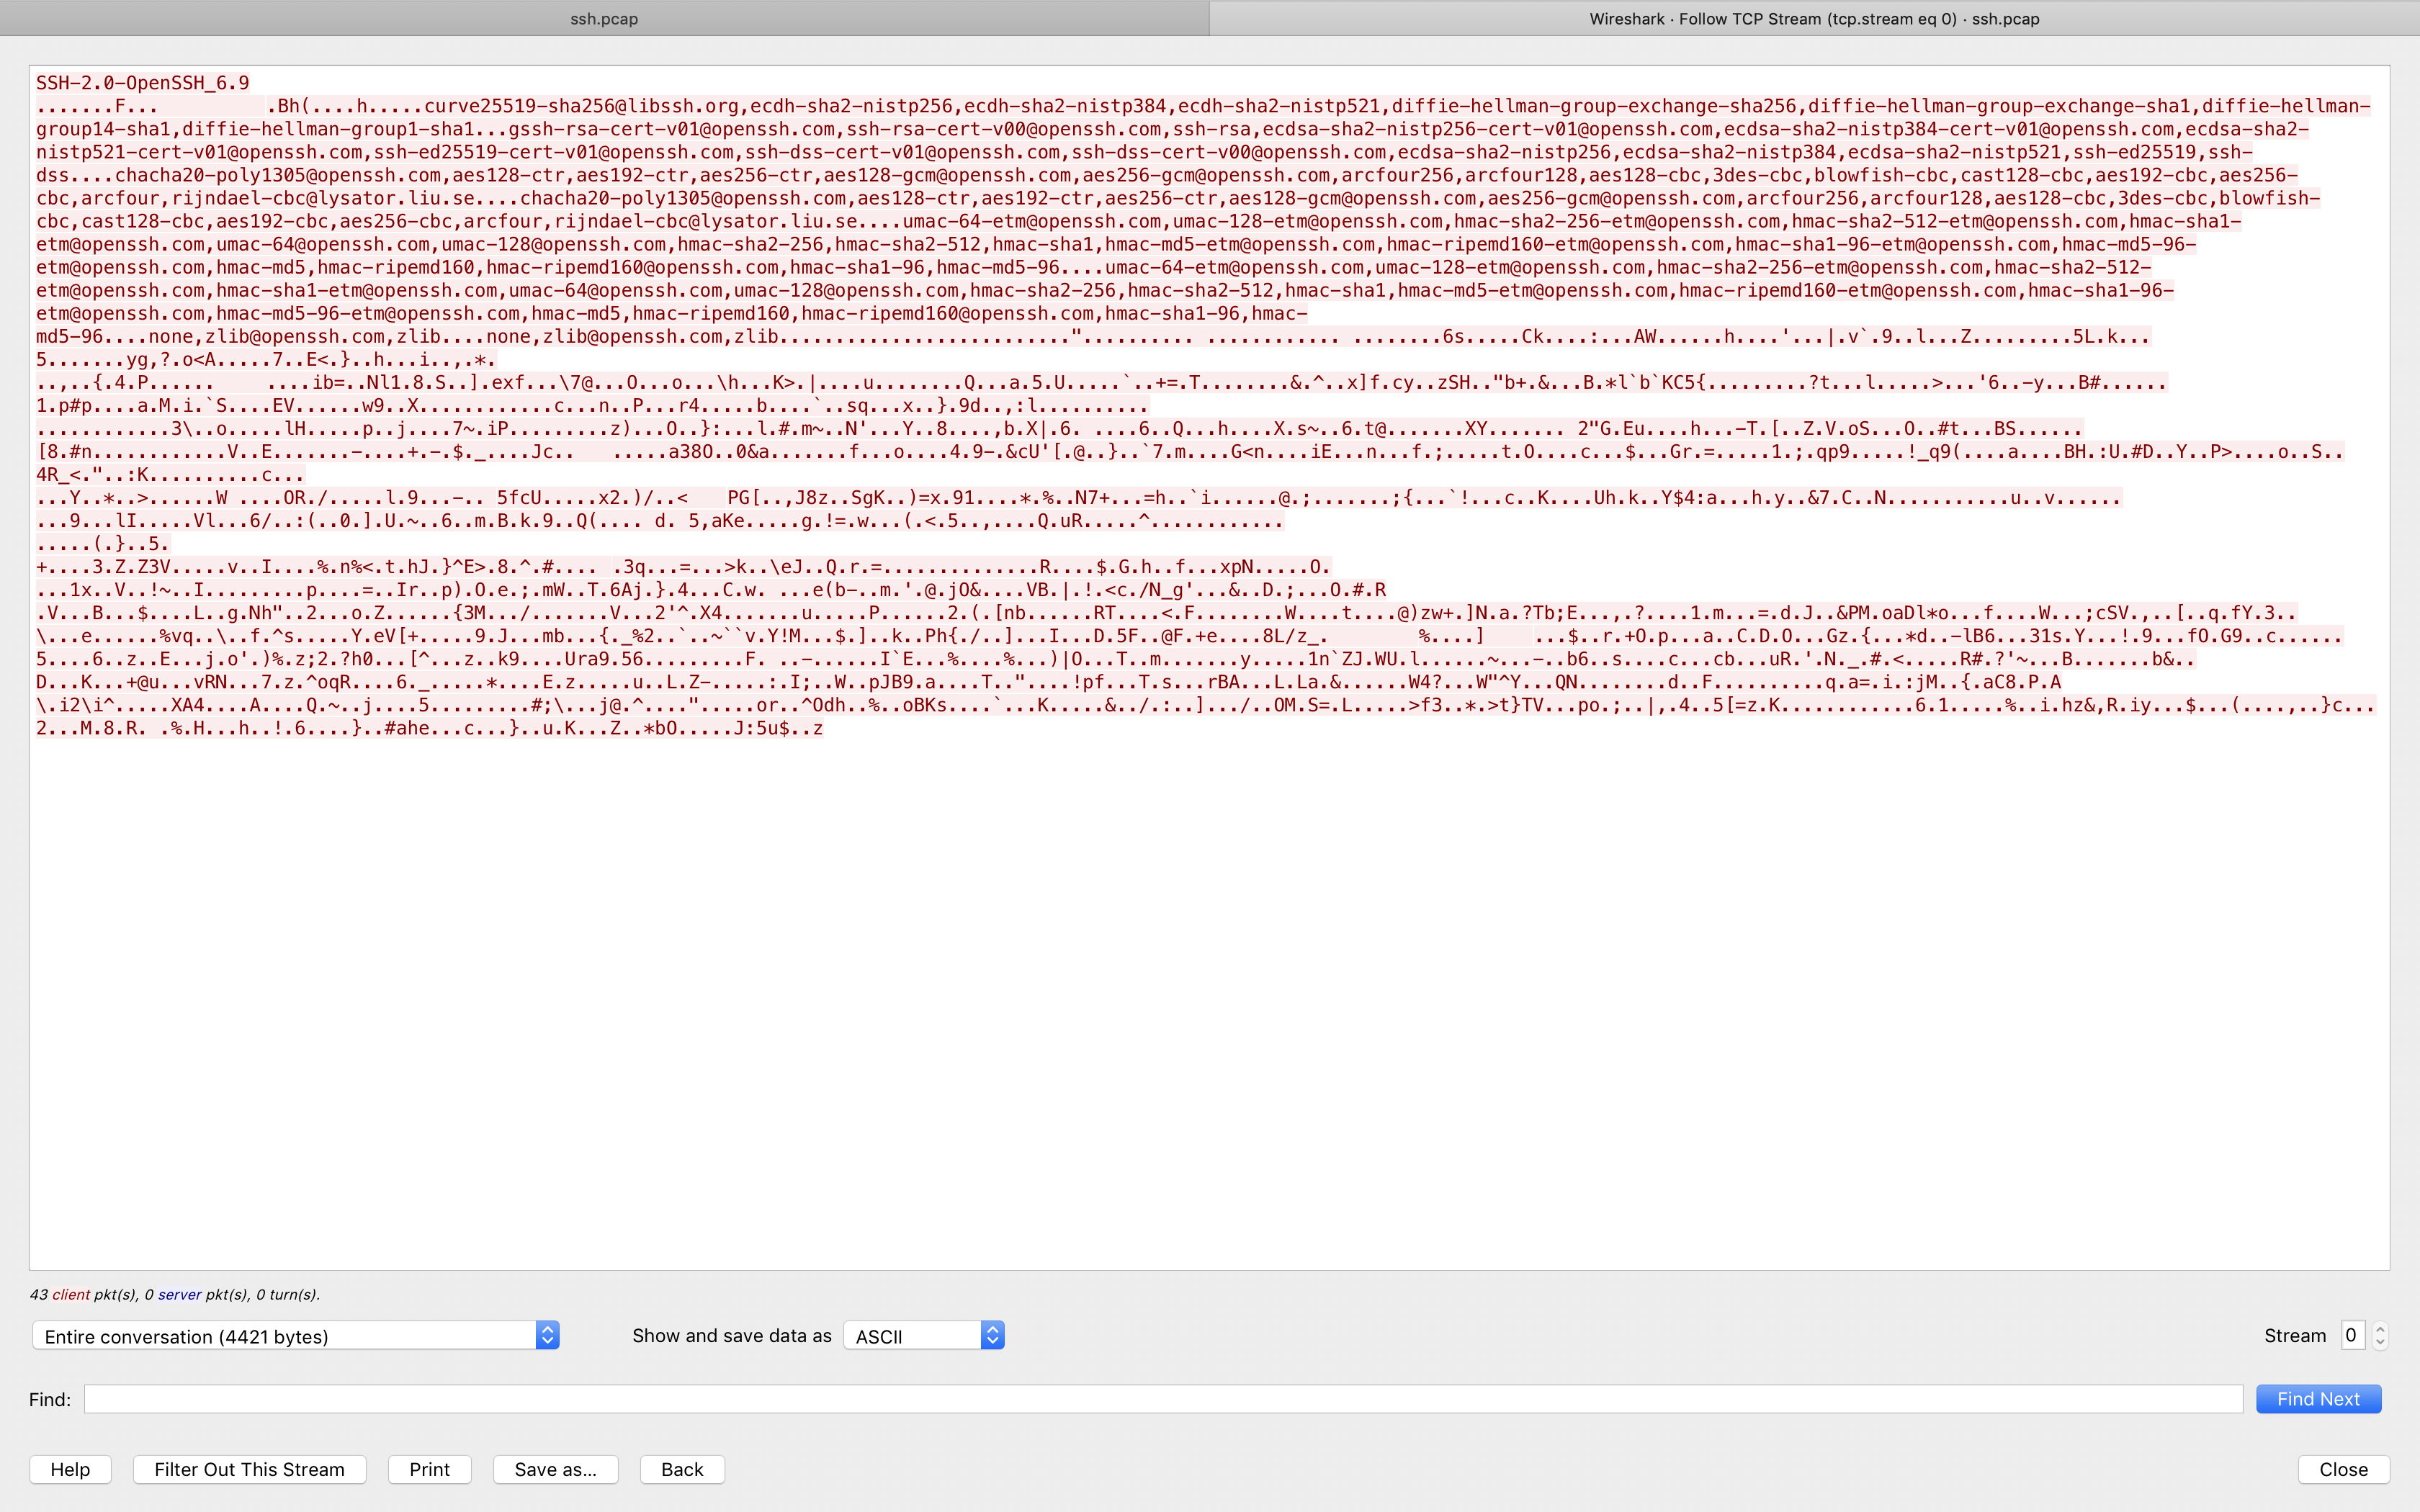 ssh.pcap
Wireshark · Follow TCP Stream (tcp.stream eq 0) · ssh.pcap
SSH-2.0-OpenSSH_6.9
.......F... .Bh(....h.....curve25519-sha256@libssh.org,ecdh-sha2-nistp256,ecdh-sha2-nistp384,ecdh-sha2-nistp521,diffie-hellman-group-exchange-sha256,diffie-hellman-group-exchange-sha1,diffie-hellman-
group14-sha1,diffie-hellman-group1-sha1...gssh-rsa-cert-v01@openssh.com,ssh-rsa-cert-v00@openssh.com,ssh-rsa,ecdsa-sha2-nistp256-cert-v01@openssh.com,ecdsa-sha2-nistp384-cert-v01@openssh.com,ecdsa-sha2-
nistp521-cert-v01@openssh.com,ssh-ed25519-cert-v01@openssh.com,ssh-dss-cert-v01@openssh.com,ssh-dss-cert-v00@openssh.com,ecdsa-sha2-nistp256,ecdsa-sha2-nistp384,ecdsa-sha2-nistp521,ssh-ed25519,ssh-
dss....chacha20-poly1305@openssh.com,aes128-ctr,aes192-ctr,aes256-ctr,aes128-gcm@openssh.com,aes256-gcm@openssh.com,arcfour256,arcfour128,aes128-cbc,3des-cbc,blowfish-cbc,cast128-cbc,aes192-cbc,aes256-
cbc,arcfour,rijndael-cbc@lysator.liu.se....chacha20-poly1305@openssh.com,aes128-ctr,aes192-ctr,aes256-ctr,aes128-gcm@openssh.com,aes256-gcm@openssh.com,arcfour256,arcfour128,aes128-cbc,3des-cbc,blowfish-
cbc,cast128-cbc,aes192-cbc,aes256-cbc,arcfour,rijndael-cbc@lysator.liu.se....umac-64-etm@openssh.com,umac-128-etm@openssh.com,hmac-sha2-256-etm@openssh.com,hmac-sha2-512-etm@openssh.com,hmac-sha1-
etm@openssh.com,umac-64@openssh.com,umac-128@openssh.com,hmac-sha2-256,hmac-sha2-512,hmac-sha1,hmac-md5-etm@openssh.com,hmac-ripemd160-etm@openssh.com,hmac-sha1-96-etm@openssh.com,hmac-md5-96-
etm@openssh.com,hmac-md5,hmac-ripemd160,hmac-ripemd160@openssh.com,hmac-sha1-96,hmac-md5-96....umac-64-etm@openssh.com,umac-128-etm@openssh.com,hmac-sha2-256-etm@openssh.com,hmac-sha2-512-
etm@openssh.com,hmac-sha1-etm@openssh.com,umac-64@openssh.com,umac-128@openssh.com,hmac-sha2-256,hmac-sha2-512,hmac-sha1,hmac-md5-etm@openssh.com,hmac-ripemd160-etm@openssh.com,hmac-sha1-96-
etm@openssh.com,hmac-md5-96-etm@openssh.com,hmac-md5,hmac-ripemd160,hmac-ripemd160@openssh.com,hmac-sha1-96,hmac-
md5-96....none,zlib@openssh.com,zlib....none,zlib@openssh.com,zlib..........................".......... ............ ........6s.....Ck....:...AW......h....'...|.v`.9..l...Z.........5L.k...
5.......yg,?.o<A.....7..E<.}..h...i..,.*.
..,..{.4.P...... ....ib=..Nl1.8.S..].exf...\7@...O...o...\h...K>.|....u........Q...a.5.U.....`..+=.T........&.^..x]f.cy..zSH.."b+.&...B.*l`b`KC5{.........?t...l.....>...'6..-y...B#......
1.p#p....a.M.i.`S....EV......w9..X............c...n..P...r4.....b....`..sq...x..}.9d..,:l..........
............3\..o.....lH.....p..j....7~.iP.........z)...O..}:...l.#.m~..N'...Y..8....,b.X|.6. ....6..Q...h....X.s~..6.t@.......XY....... 2"G.Eu....h...-T.[..Z.V.oS...O..#t...BS......
[8.#n............V..E.......-....+.-.$._....Jc.. .....a38O..0&a.......f...o....4.9-.&cU'[.@..}..`7.m....G<n....iE...n...f.;.....t.O....c...$...Gr.=.....1.;.qp9.....!_q9(....a....BH.:U.#D..Y..P>....o..S..
4R_<."..:K..........c...
...Y..*..>......W ....OR./.....l.9...-.. 5fcU.....x2.)/..< PG[..,J8z..SgK..)=x.91....*.%..N7+...=h..`i......@.;.......;{...`!...c..K....Uh.k..Y$4:a...h.y..&7.C..N...........u..v......
...9...lI.....Vl...6/..:(..0.].U.~..6..m.B.k.9..Q(.... d. 5,aKe.....g.!=.w...(.<.5..,....Q.uR.....^............
.....(.}..5.
+....3.Z.Z3V.....v..I....%.n%<.t.hJ.}^E>.8.^.#.... .3q...=...>k..\eJ..Q.r.=..............R....$.G.h..f...xpN.....O.
...1x..V..!~..I.........p....=..Ir..p).O.e.;.mW..T.6Aj.}.4...C.w. ...e(b-..m.'.@.jO&....VB.|.!.<c./N_g'...&..D.;...O.#.R
.V...B...$....L..g.Nh"..2...o.Z......{3M.../.......V...2'^.X4.......u.....P......2.(.[nb......RT....<.F........W....t....@)zw+.]N.a.?Tb;E...,.?....1.m...=.d.J..&PM.oaDl*o...f....W...;cSV.,..[..q.fY.3..
\...e......%vq..\..f.^s.....Y.eV[+.....9.J...mb...{._%2..`..~``v.Y!M...$.]..k..Ph{./..]...I...D.5F..@F.+e....8L/z_. %....] ...$..r.+O.p...a..C.D.O...Gz.{...*d..-lB6...31s.Y...!.9...fO.G9..c......
5....6..z..E...j.o'.)%.z;2.?h0...[^...z..k9....Ura9.56.........F. ..-......I`E...%....%...)|O...T..m.......y.....1n`ZJ.WU.l......~...-..b6..s....c...cb...uR.'.N._.#.<.....R#.?'~...B.......b&..
D...K...+@u...vRN...7.z.^oqR....6._.....*....E.z.....u..L.Z-.....:.I;..W..pJB9.a....T.."....!pf...T.s...rBA...L.La.&......W4?...W"^Y...QN........d..F..........q.a=.i.:jM..{.aC8.P.A
\.i2\i^.....XA4....A....Q.~..j....5.........#;\...j@.^....".....or..^Odh..%..oBKs....`...K.....&../.:..].../..OM.S=.L.....>f3..*.>t}TV...po.;..|,.4..5[=z.K............6.1.....%..i.hz&,R.iy...$...(....,..}c...
2...M.8.R. .%.H...h..!.6....}..#ahe...c...}..u.K...Z..*bO.....J:5u$..z
43 client pkt(s), 0 server pkt(s), 0 turn(s).
Entire conversation (4421 bytes)
Show and save data as
ASCII
Stream
0
Find:
Find Next
Help
Filter Out This Stream
Print
Save as...
Back
Close